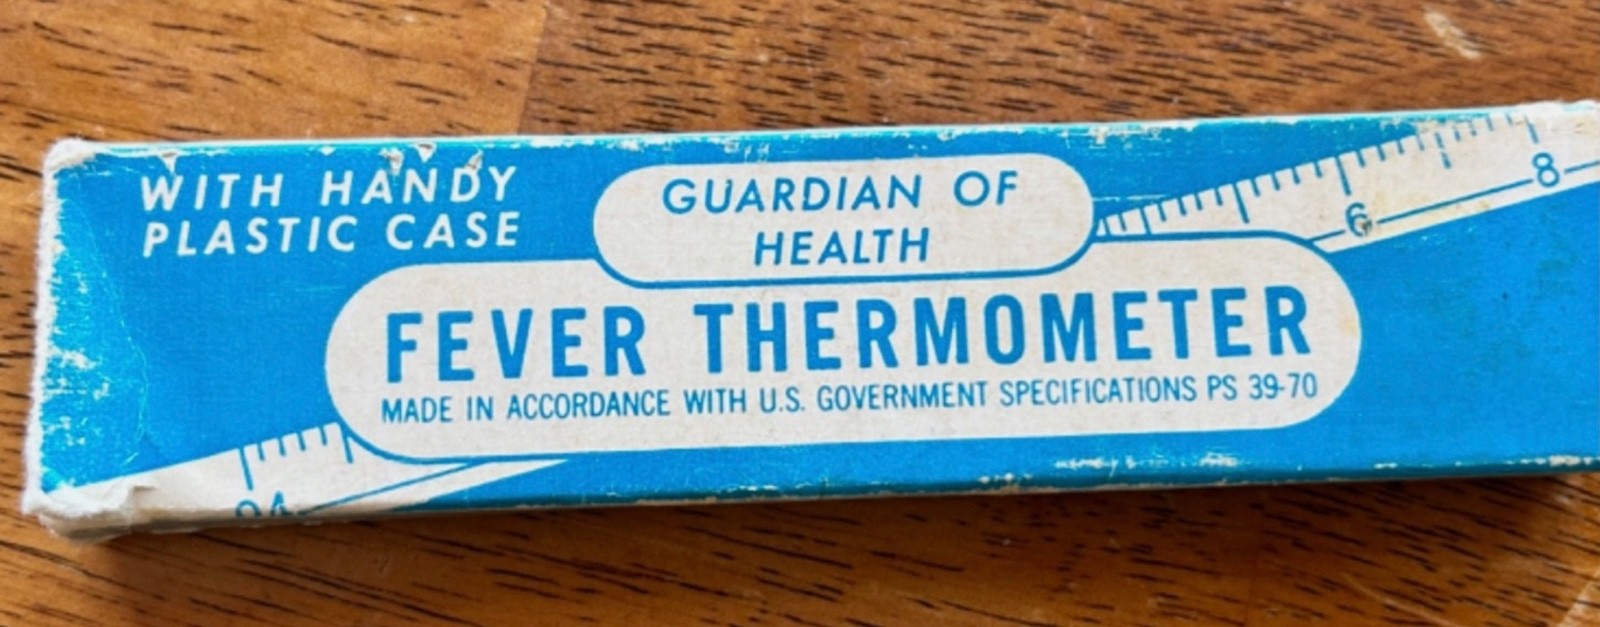 WITH HANDY
PLASTIC CASE
GUARDIAN OF
HEALTH
FEVER THERMOMETER
MADE IN ACCORDANCE WITH U.S. GOVERNMENT SPECIFICATIONS PS 39-70
94
6
8